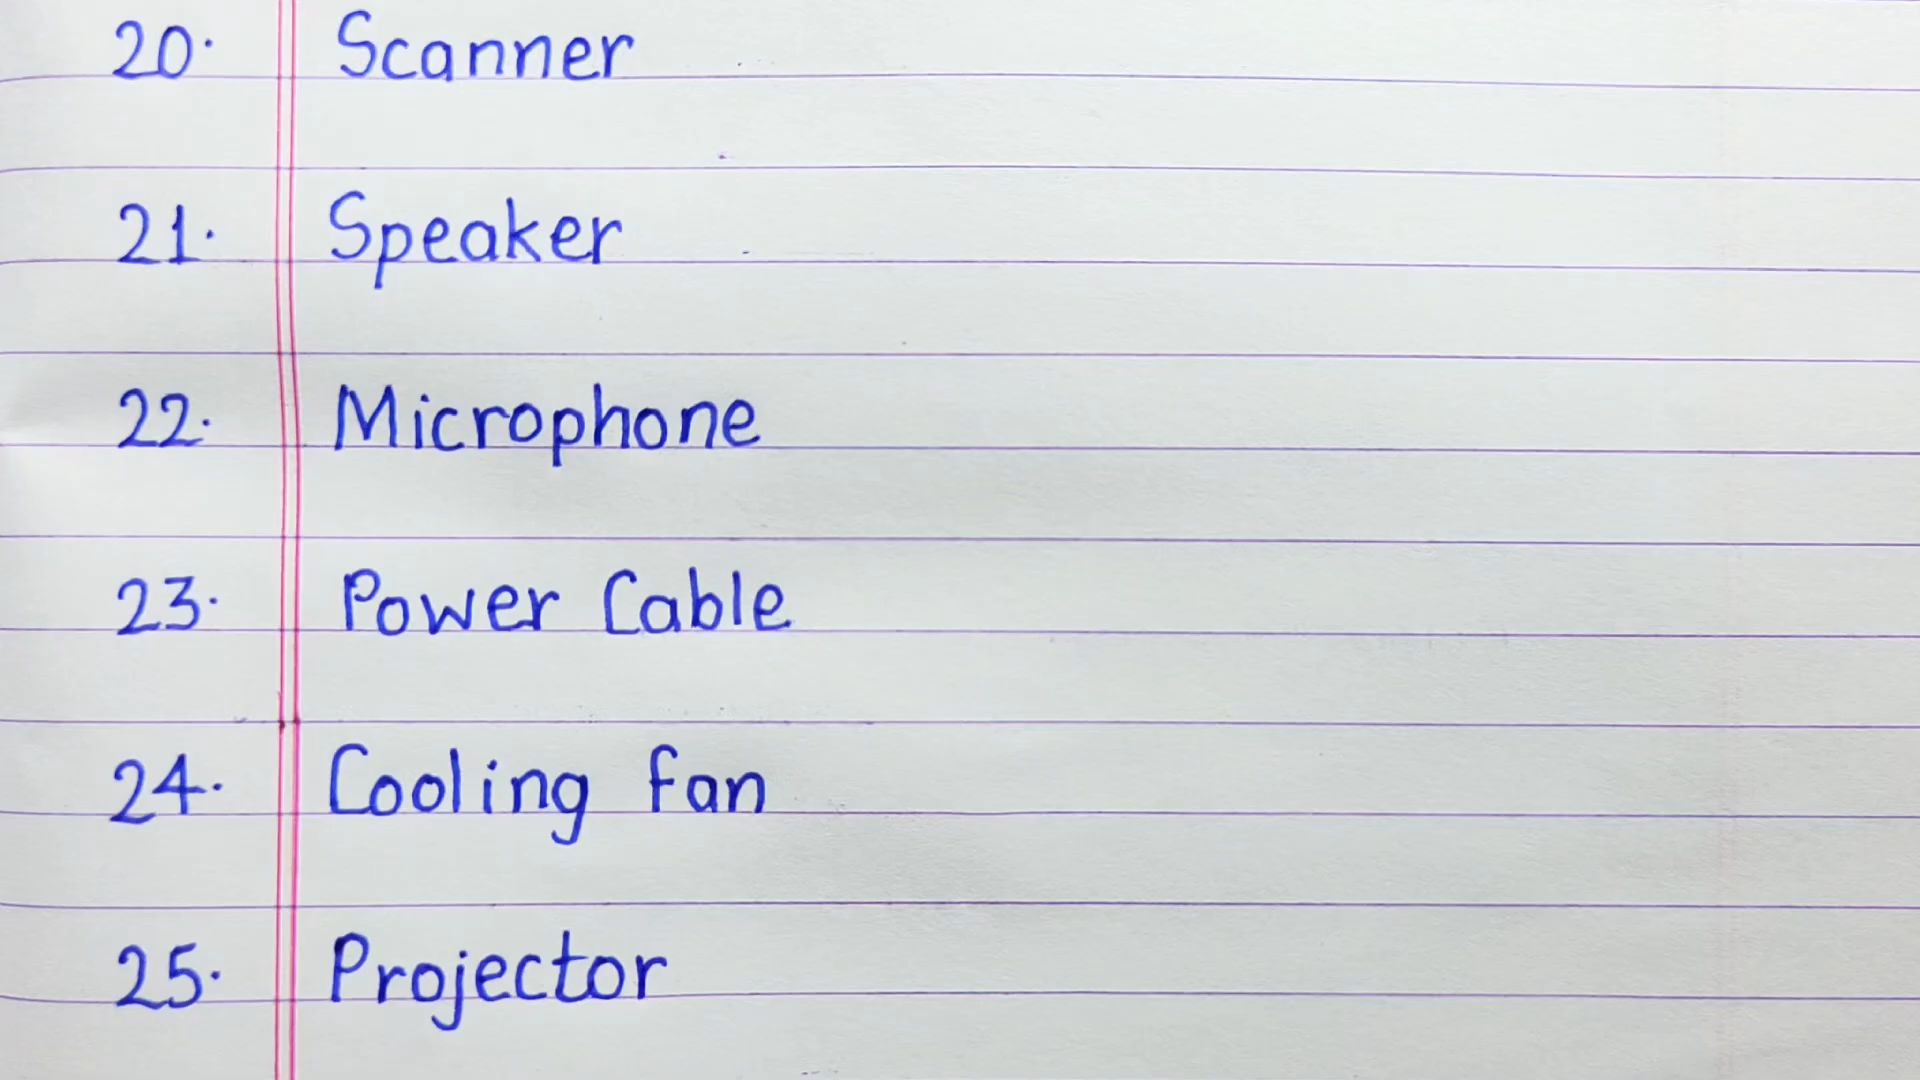 20. Scanner
21. Speaker
22. Microphone
23. Power Cable
24. Cooling fan
25. Projector